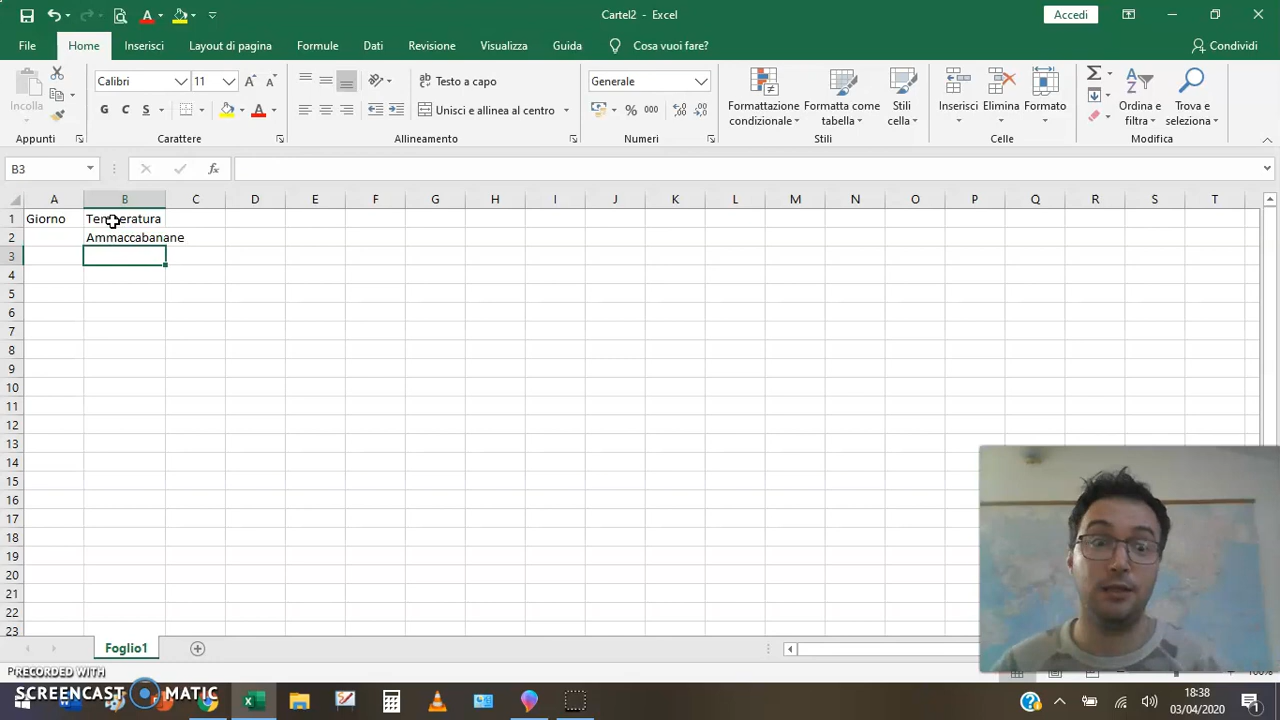 Cartel2 - Excel
Accedi
File Home Inserisci Layout di pagina Formule Dati Revisione Visualizza Guida Cosa vuoi fare? Condividi
Incolla
Calibri 11
Testo a capo
Generale
G C S
Unisci e allinea al centro
% 000
Formattazione condizionale
Formatta come tabella
Stili cella
Inserisci Elimina Formato
Ordina e filtra
Trova e seleziona
Appunti Carattere Allineamento Numeri Stili Celle Modifica
B3
fx
A B C D E F G H I J K L M N O P Q R S T
1 Giorno Temperatura
2 Ammaccabanane
3
4
5
6
7
8
9
10
11
12
13
14
15
16
17
18
19
20
21
22
23
Foglio1
100%
RECORDED WITH
SCREENCAST MATIC
18:38
03/04/2020